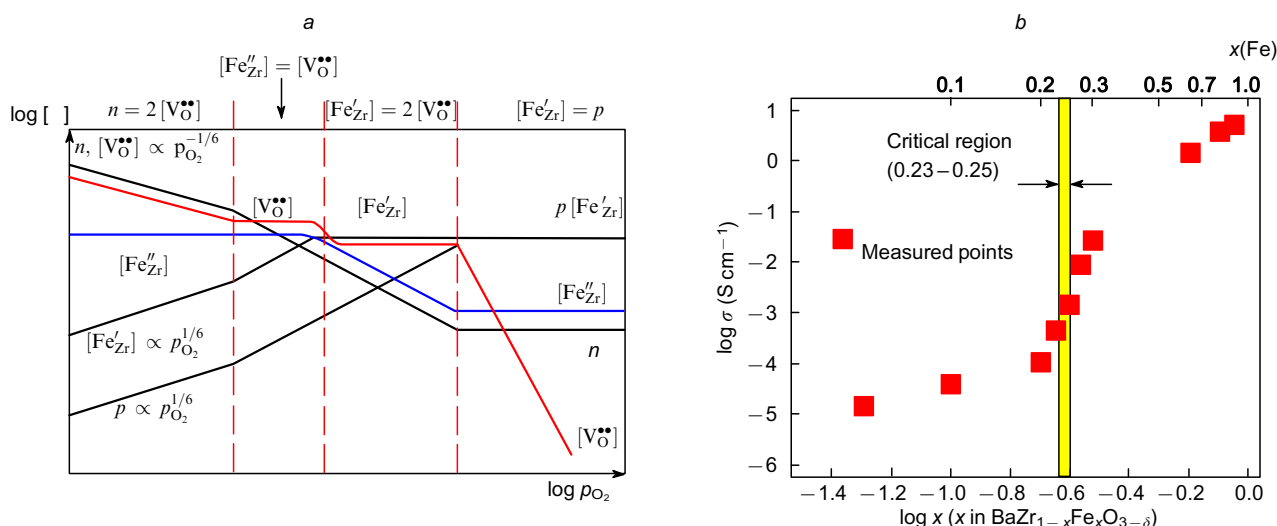 a
[Fe″Zr] = [V••O]
log [ ]
n = 2 [V••O]
[Fe′Zr] = 2 [V••O]
[Fe′Zr] = p
n, [V••O] ∝ pO2^−1/6
[V••O]
[Fe′Zr]
p [Fe′Zr]
[Fe″Zr]
[Fe″Zr]
[Fe′Zr] ∝ pO2^1/6
n
p ∝ pO2^1/6
[V••O]
log pO2
b
x(Fe)
0.1 0.2 0.3 0.5 0.7 1.0
Critical region
(0.23–0.25)
Measured points
log σ (S cm−1)
1
0
−1
−2
−3
−4
−5
−6
−1.4 −1.2 −1.0 −0.8 −0.6 −0.4 −0.2 0.0
log x (x in BaZr1−xFexO3−δ)